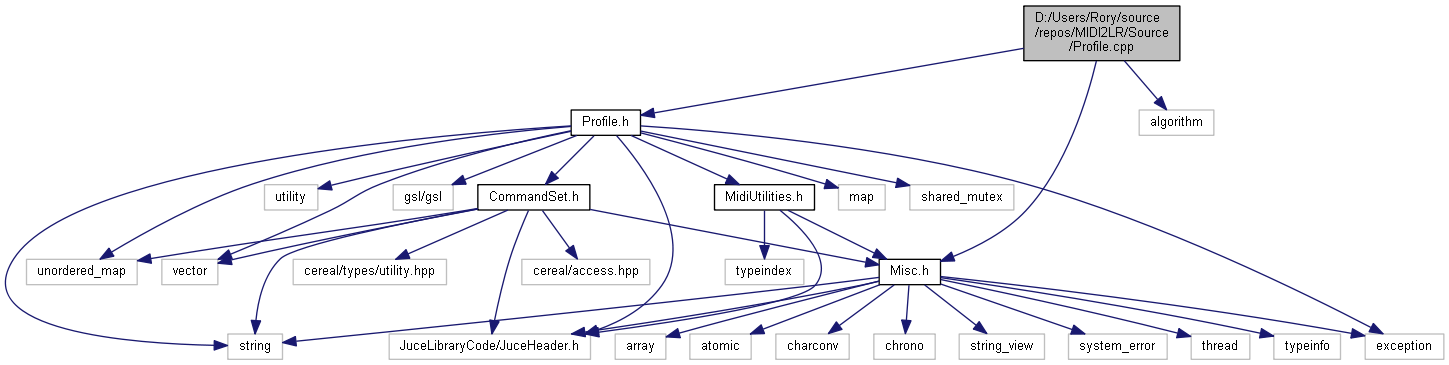 D:/Users/Rory/source
/repos/MIDI2LR/Source
/Profile.cpp
Profile.h
algorithm
utility
gsl/gsl
CommandSet.h
MidiUtilities.h
map
shared_mutex
unordered_map
vector
cereal/types/utility.hpp
cereal/access.hpp
typeindex
Misc.h
string
JuceLibraryCode/JuceHeader.h
array
atomic
charconv
chrono
string_view
system_error
thread
typeinfo
exception